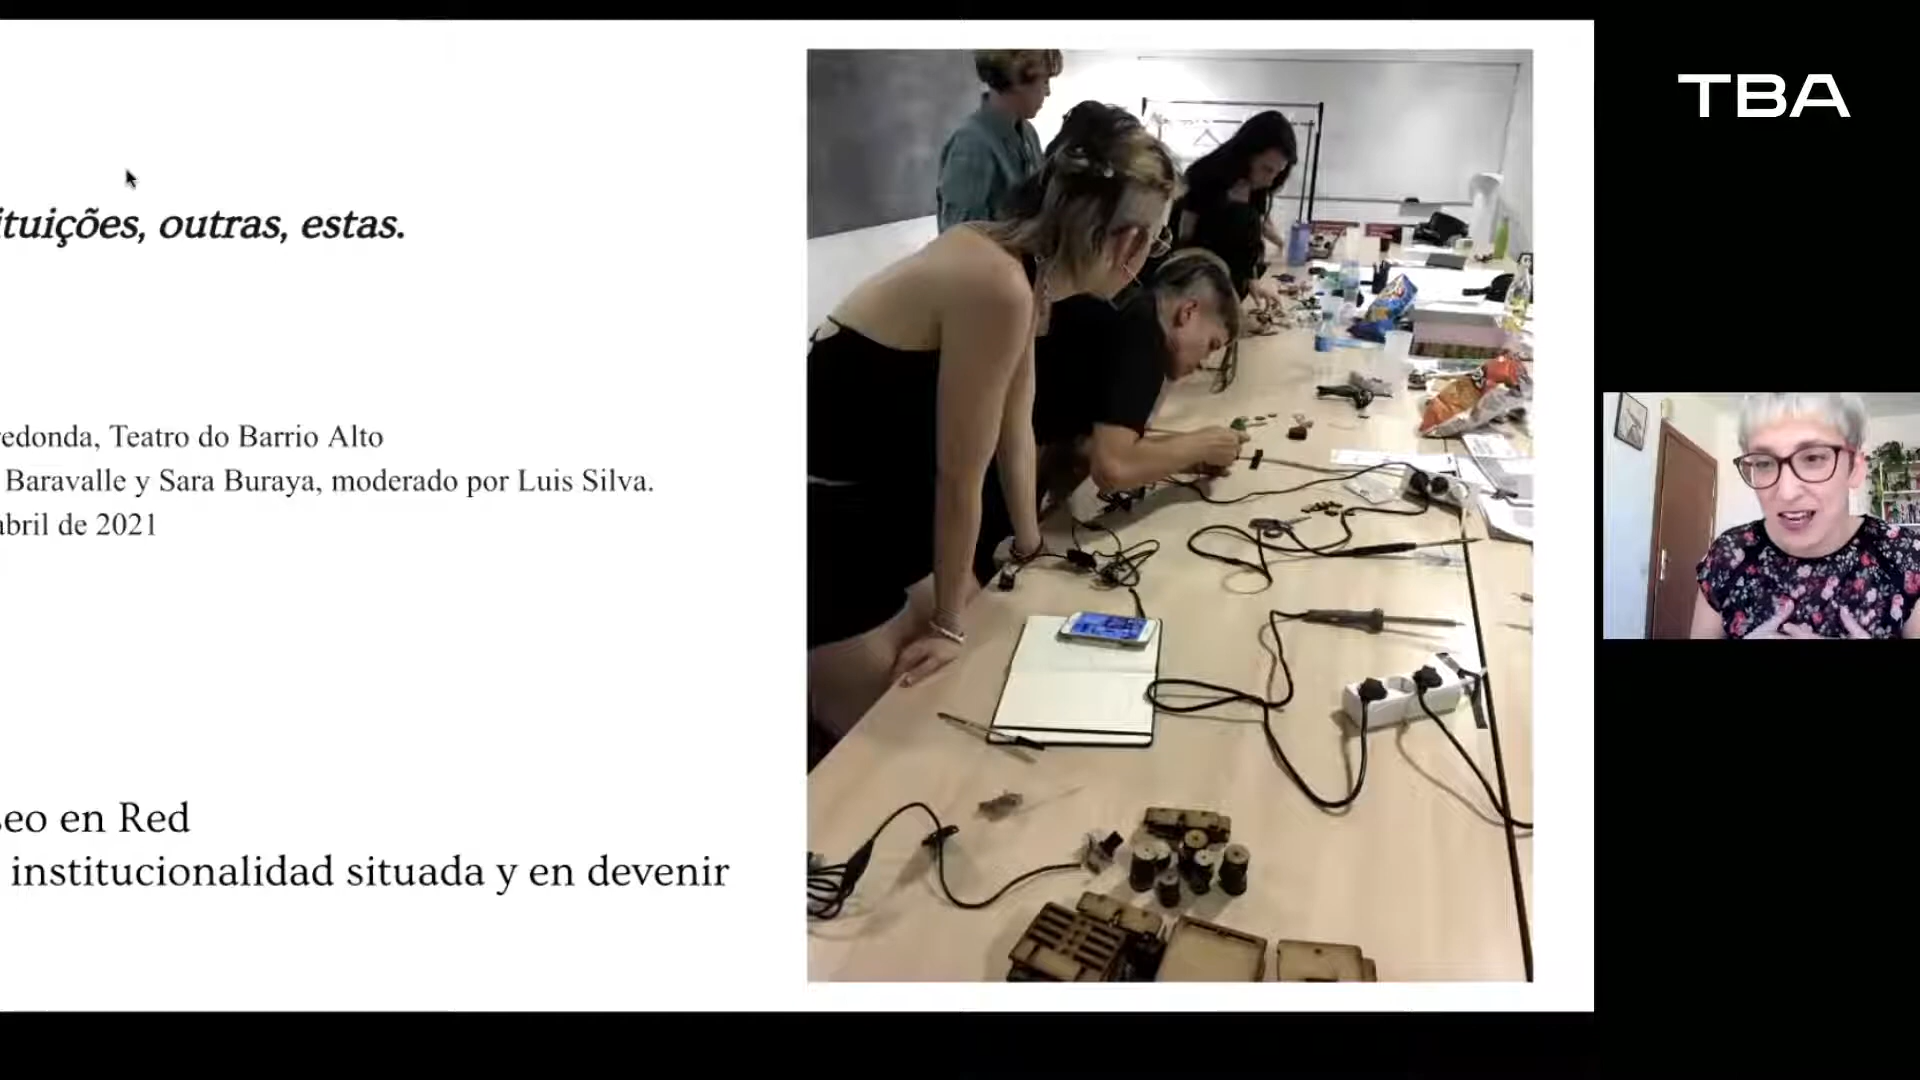 ituições, outras, estas.
redonda, Teatro do Barrio Alto
Baravalle y Sara Buraya, moderado por Luis Silva.
abril de 2021
seo en Red
institucionalidad situada y en devenir
TBA